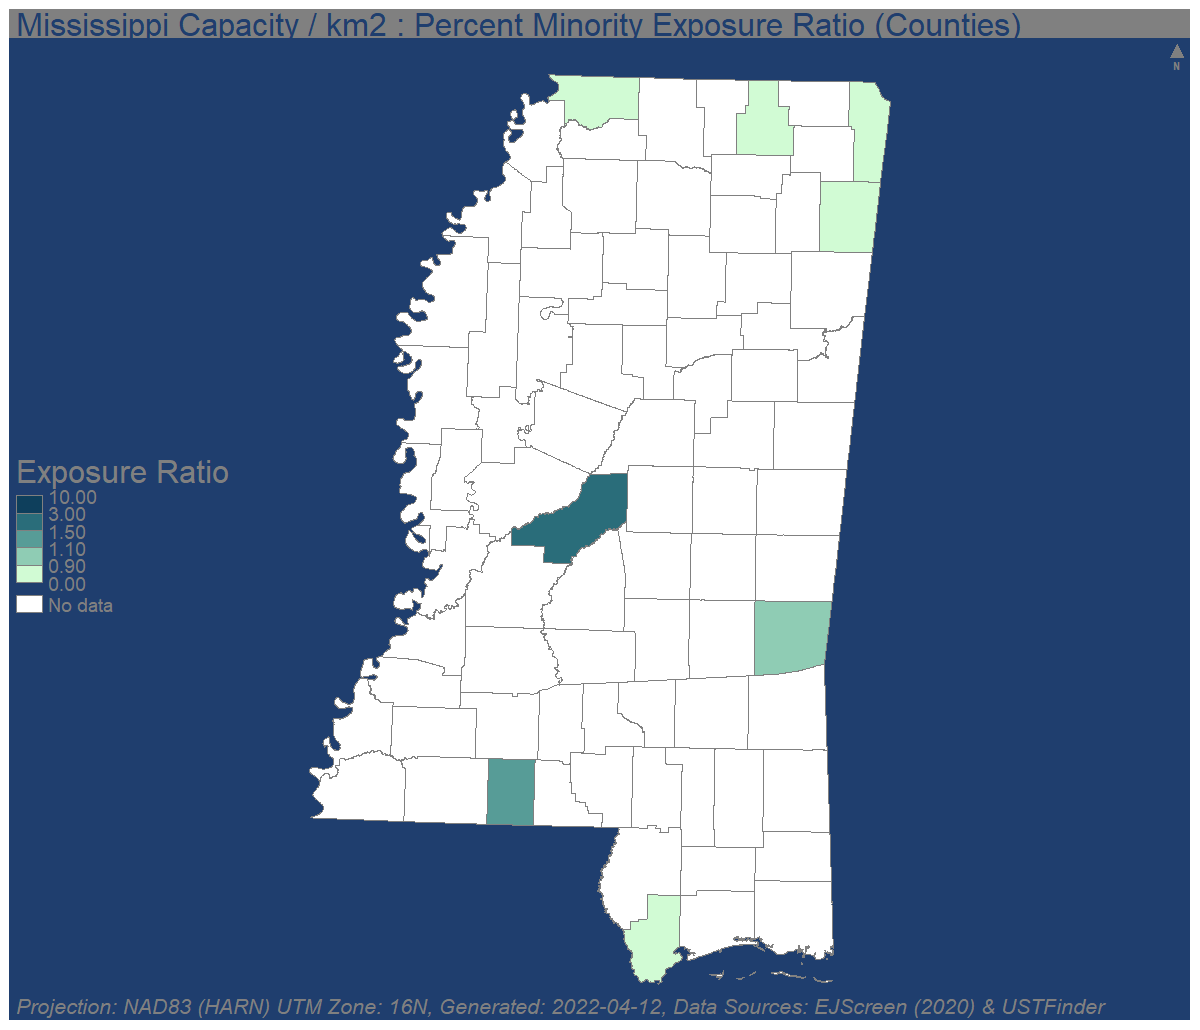 Mississippi Capacity / km2 : Percent Minority Exposure Ratio (Counties)
N
Exposure Ratio
10.00
3.00
1.50
1.10
0.90
0.00
No data
Projection: NAD83 (HARN) UTM Zone: 16N, Generated: 2022-04-12, Data Sources: EJScreen (2020) & USTFinder